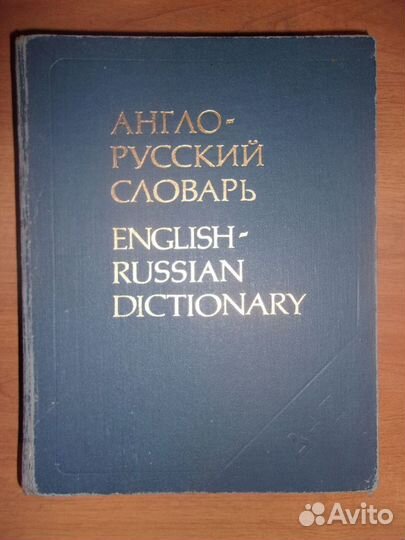 АНГЛО-
РУССКИЙ
СЛОВАРЬ
ENGLISH-
RUSSIAN
DICTIONARY
Avito